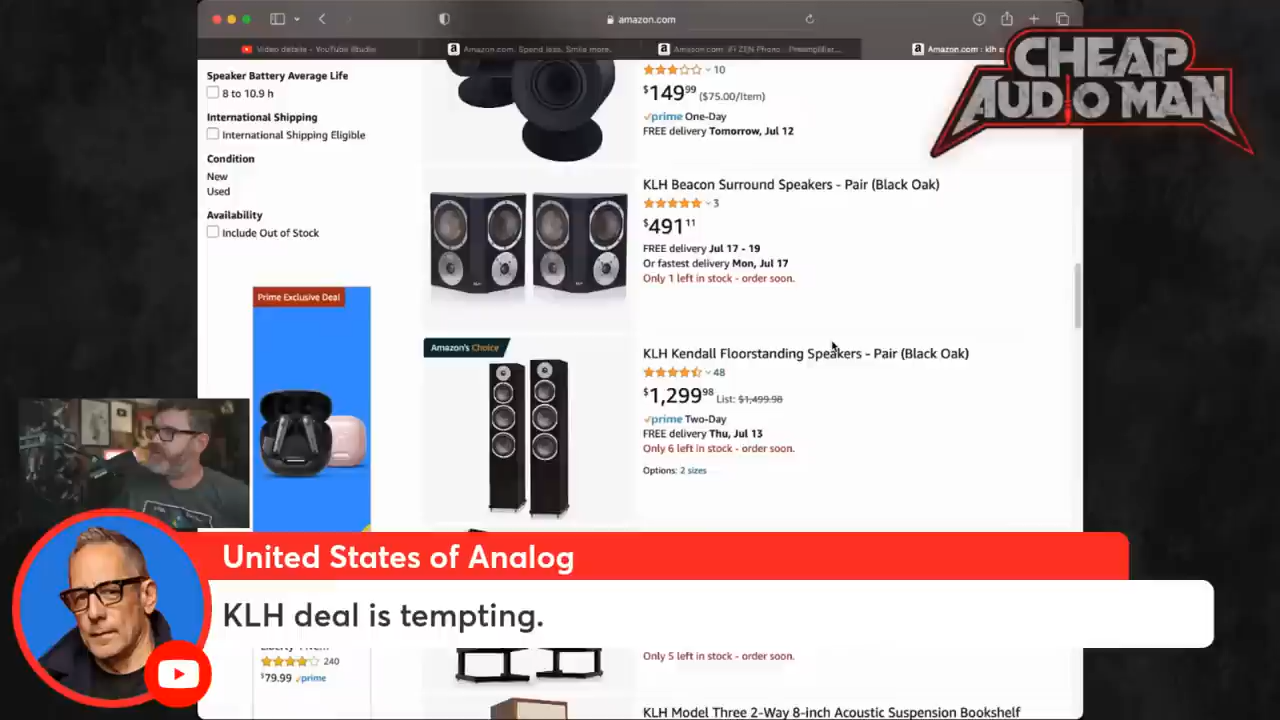 amazon.com
Video details - YouTube Studio
Amazon.com. Spend less. Smile more.
Amazon.com: iFi ZEN Phono : Preamplifier...
Amazon.com : klh
CHEAP
AUDIO MAN
Speaker Battery Average Life
8 to 10.9 h
International Shipping
International Shipping Eligible
Condition
New
Used
Availability
Include Out of Stock
Prime Exclusive Deal
10
$149.99 ($75.00/Item)
prime One-Day
FREE delivery Tomorrow, Jul 12
KLH Beacon Surround Speakers - Pair (Black Oak)
3
$491.11
FREE delivery Jul 17 - 19
Or fastest delivery Mon, Jul 17
Only 1 left in stock - order soon.
Amazon's Choice
KLH Kendall Floorstanding Speakers - Pair (Black Oak)
48
$1,299.98 List: $1,499.98
prime Two-Day
FREE delivery Thu, Jul 13
Only 6 left in stock - order soon.
Options: 2 sizes
United States of Analog
KLH deal is tempting.
240
$79.99 prime
Only 5 left in stock - order soon.
KLH Model Three 2-Way 8-inch Acoustic Suspension Bookshelf